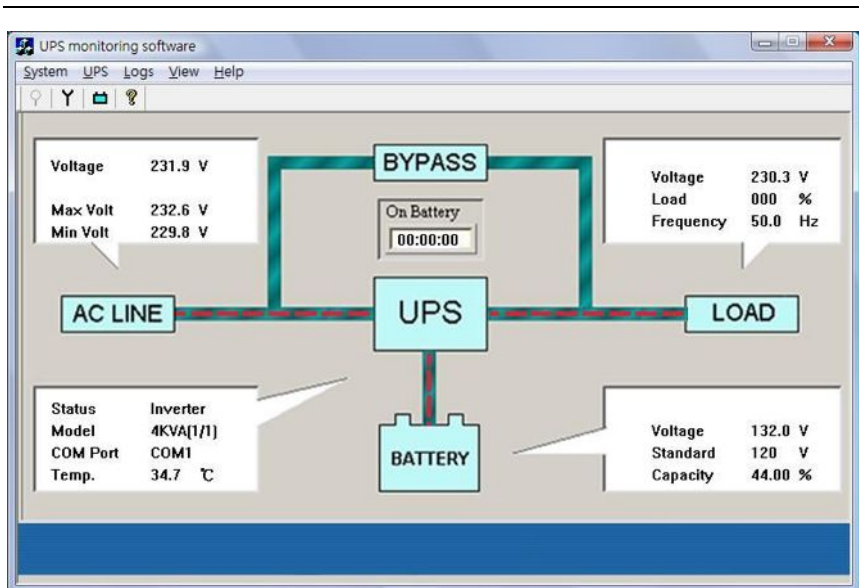 UPS monitoring software
System UPS Logs View Help
Voltage 231.9 V
Max Volt 232.6 V
Min Volt 229.8 V
BYPASS
On Battery
00:00:00
Voltage 230.3 V
Load 000 %
Frequency 50.0 Hz
AC LINE
UPS
LOAD
Status Inverter
Model 4KVA(1/1)
COM Port COM1
Temp. 34.7 ℃
BATTERY
Voltage 132.0 V
Standard 120 V
Capacity 44.00 %